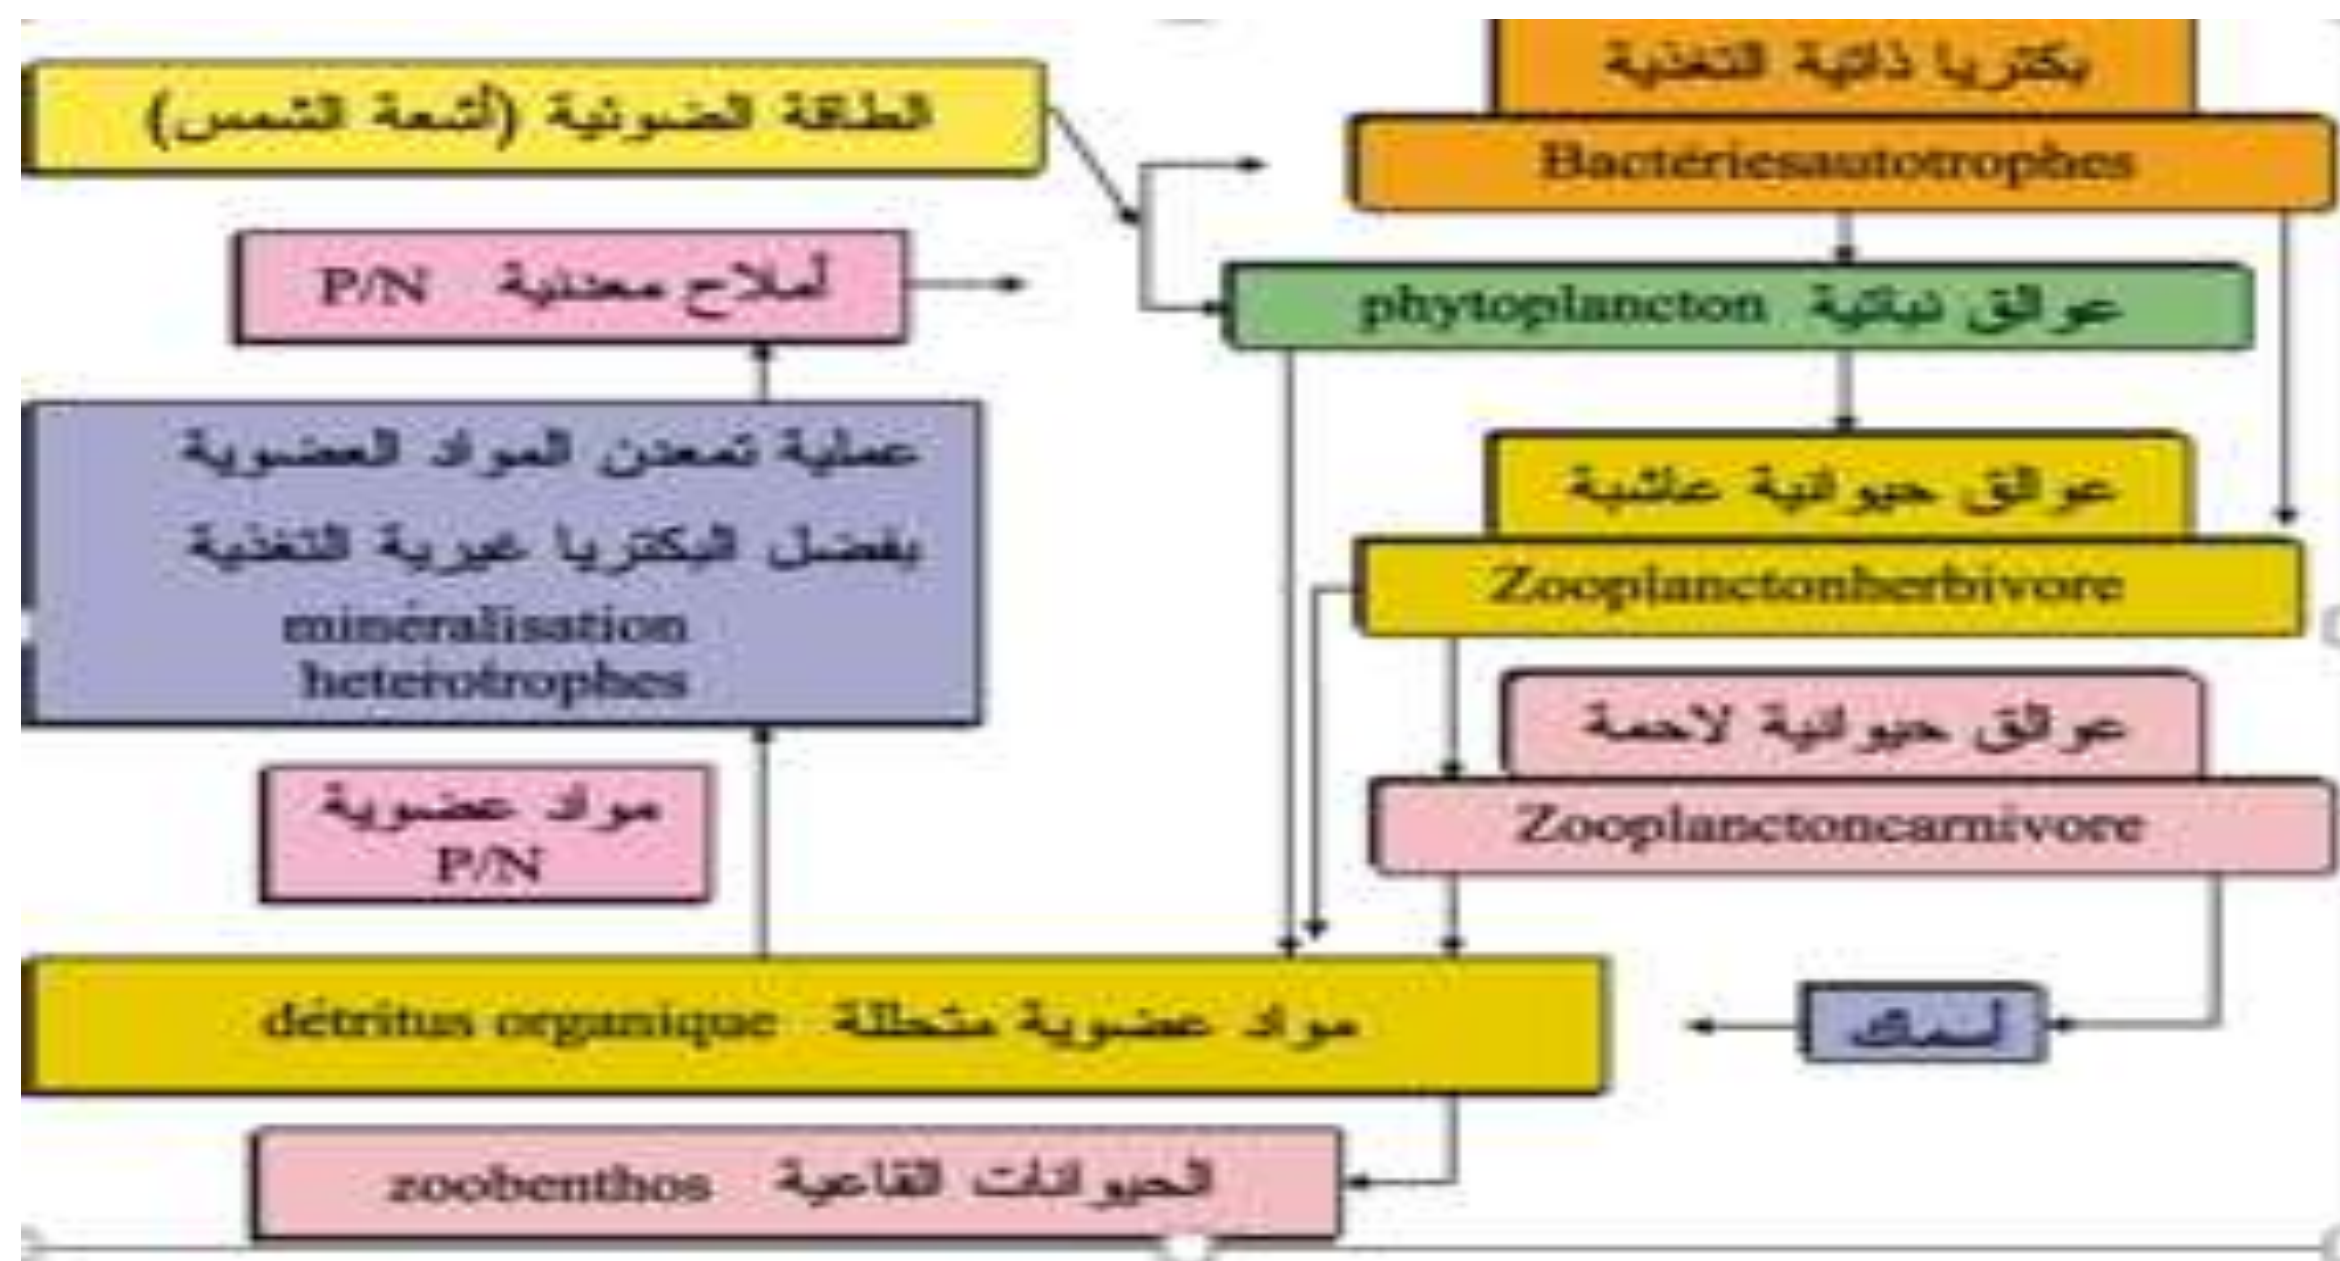 بكتريا ذاتية التغذية
Bactériesautotrophes
الطاقة الضوئية (أشعة الشمس)
أملاح معدنية P/N
عوالق نباتية phytoplancton
عملية تمعدن المواد العضوية
بفضل البكتريا غيرية التغذية
minéralisation
heterotrophes
عوالق حيوانية عاشبة
Zooplanctonherbivore
عوالق حيوانية لاحمة
Zooplanctoncarnivore
مواد عضوية
P/N
مواد عضوية متحللة détritus organique
أسماك
الحيوانات القاعية zoobenthos